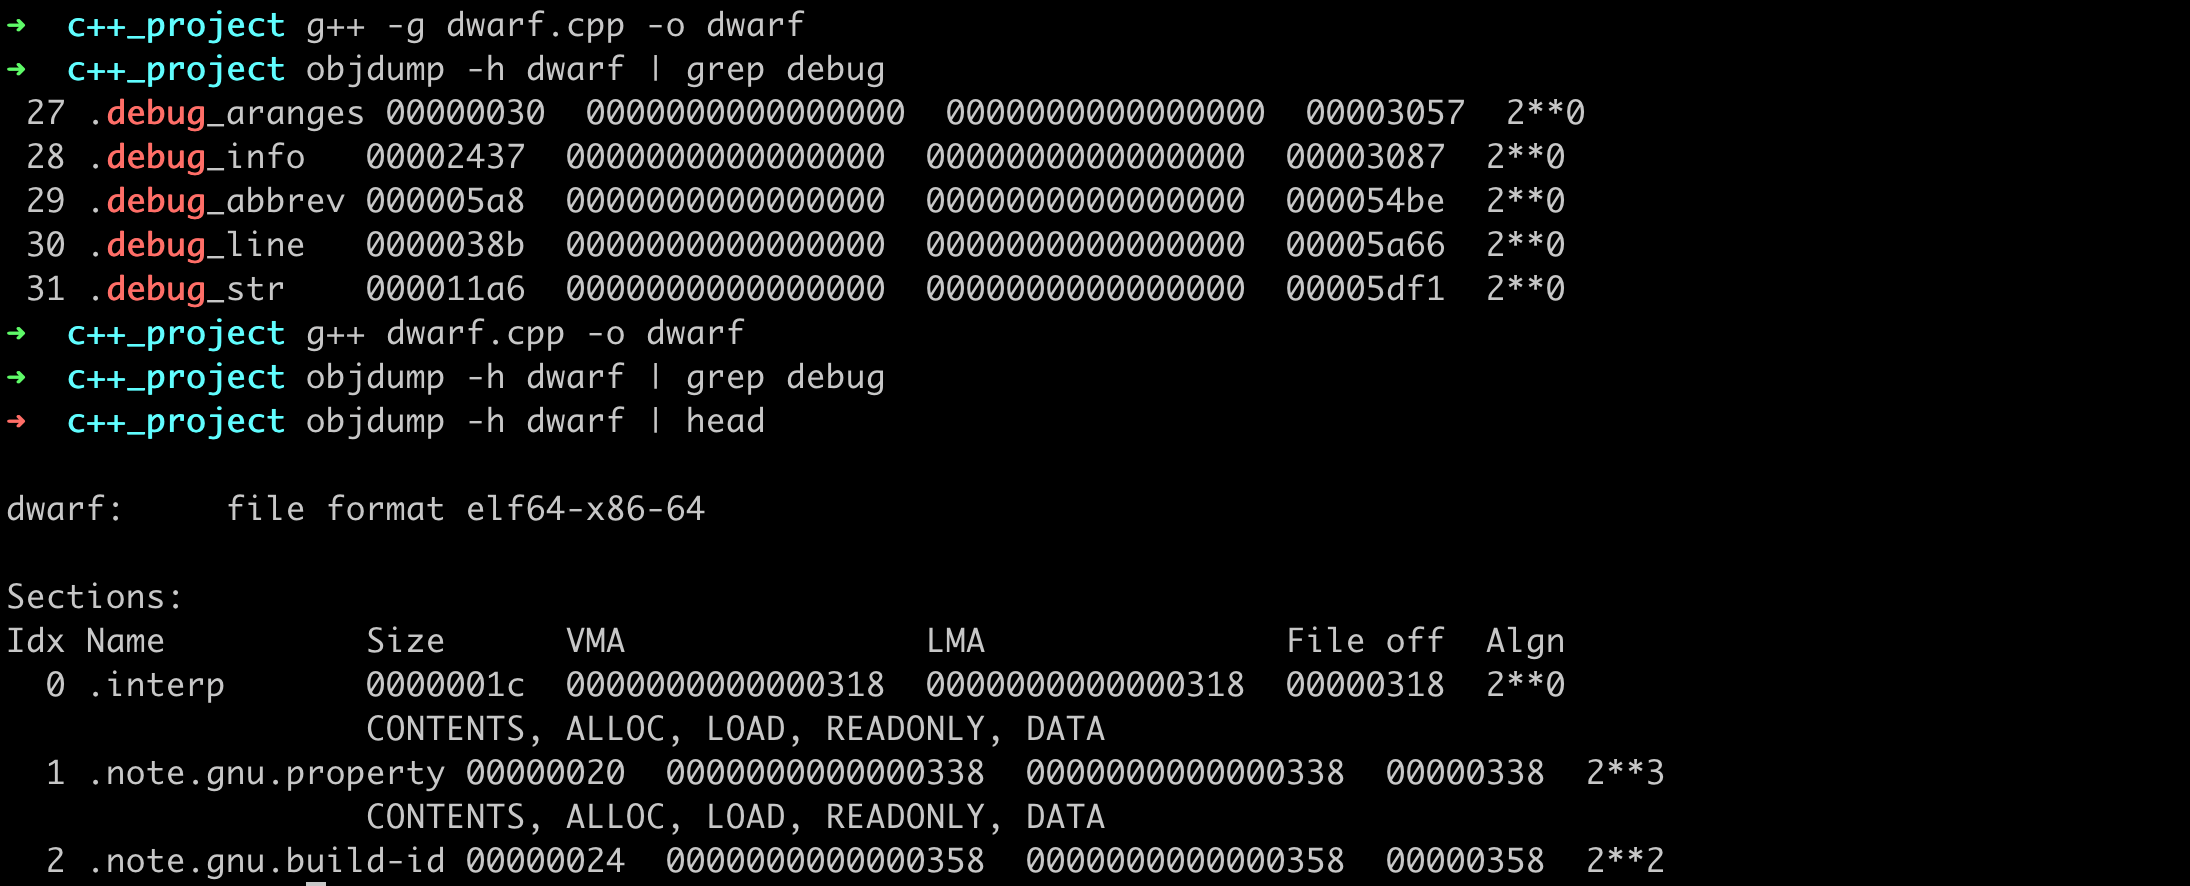 ➜  c++_project g++ -g dwarf.cpp -o dwarf
➜  c++_project objdump -h dwarf | grep debug
 27 .debug_aranges 00000030  0000000000000000  0000000000000000  00003057  2**0
 28 .debug_info   00002437  0000000000000000  0000000000000000  00003087  2**0
 29 .debug_abbrev 000005a8  0000000000000000  0000000000000000  000054be  2**0
 30 .debug_line   0000038b  0000000000000000  0000000000000000  00005a66  2**0
 31 .debug_str    000011a6  0000000000000000  0000000000000000  00005df1  2**0
➜  c++_project g++ dwarf.cpp -o dwarf
➜  c++_project objdump -h dwarf | grep debug
➜  c++_project objdump -h dwarf | head
dwarf:     file format elf64-x86-64
Sections:
Idx Name          Size      VMA               LMA               File off  Algn
  0 .interp       0000001c  0000000000000318  0000000000000318  00000318  2**0
                  CONTENTS, ALLOC, LOAD, READONLY, DATA
  1 .note.gnu.property 00000020  0000000000000338  0000000000000338  00000338  2**3
                  CONTENTS, ALLOC, LOAD, READONLY, DATA
  2 .note.gnu.build-id 00000024  0000000000000358  0000000000000358  00000358  2**2